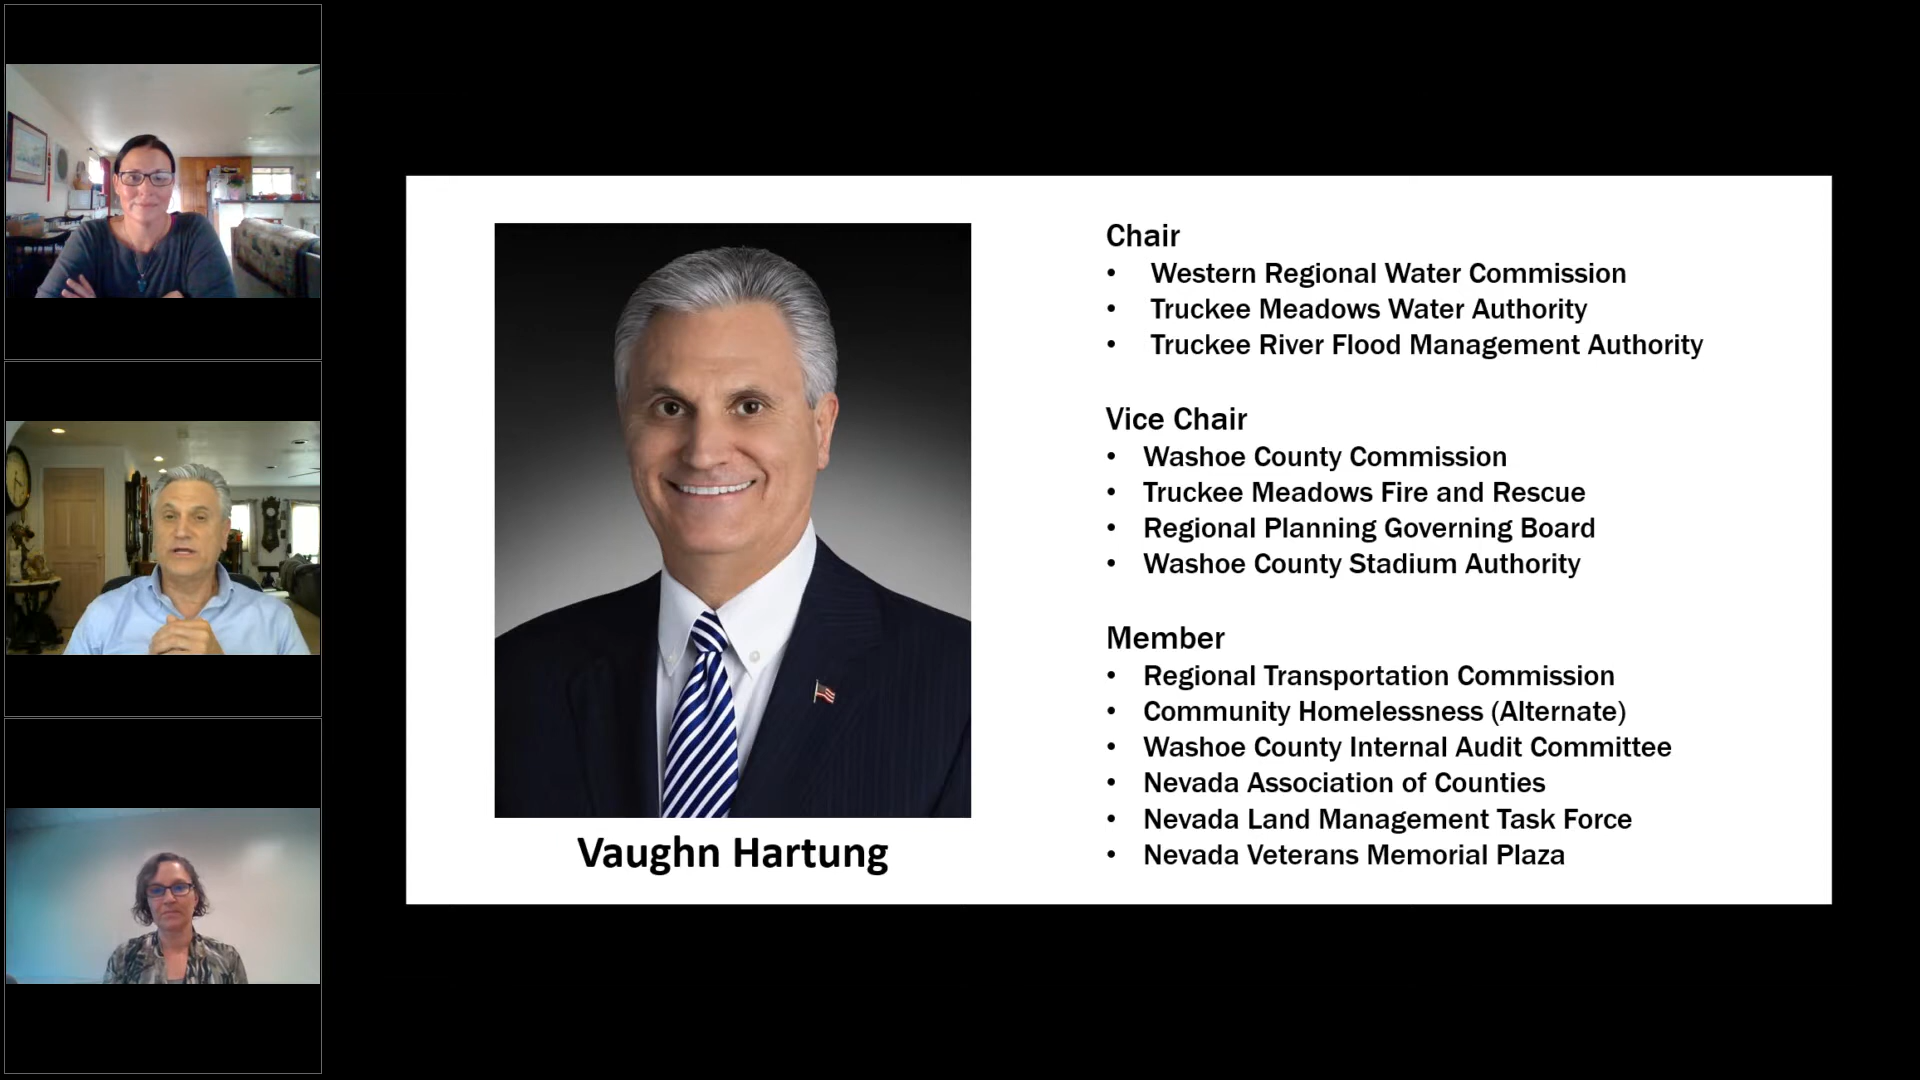 Chair
• Western Regional Water Commission
• Truckee Meadows Water Authority
• Truckee River Flood Management Authority
Vice Chair
• Washoe County Commission
• Truckee Meadows Fire and Rescue
• Regional Planning Governing Board
• Washoe County Stadium Authority
Member
• Regional Transportation Commission
• Community Homelessness (Alternate)
• Washoe County Internal Audit Committee
• Nevada Association of Counties
• Nevada Land Management Task Force
• Nevada Veterans Memorial Plaza
Vaughn Hartung